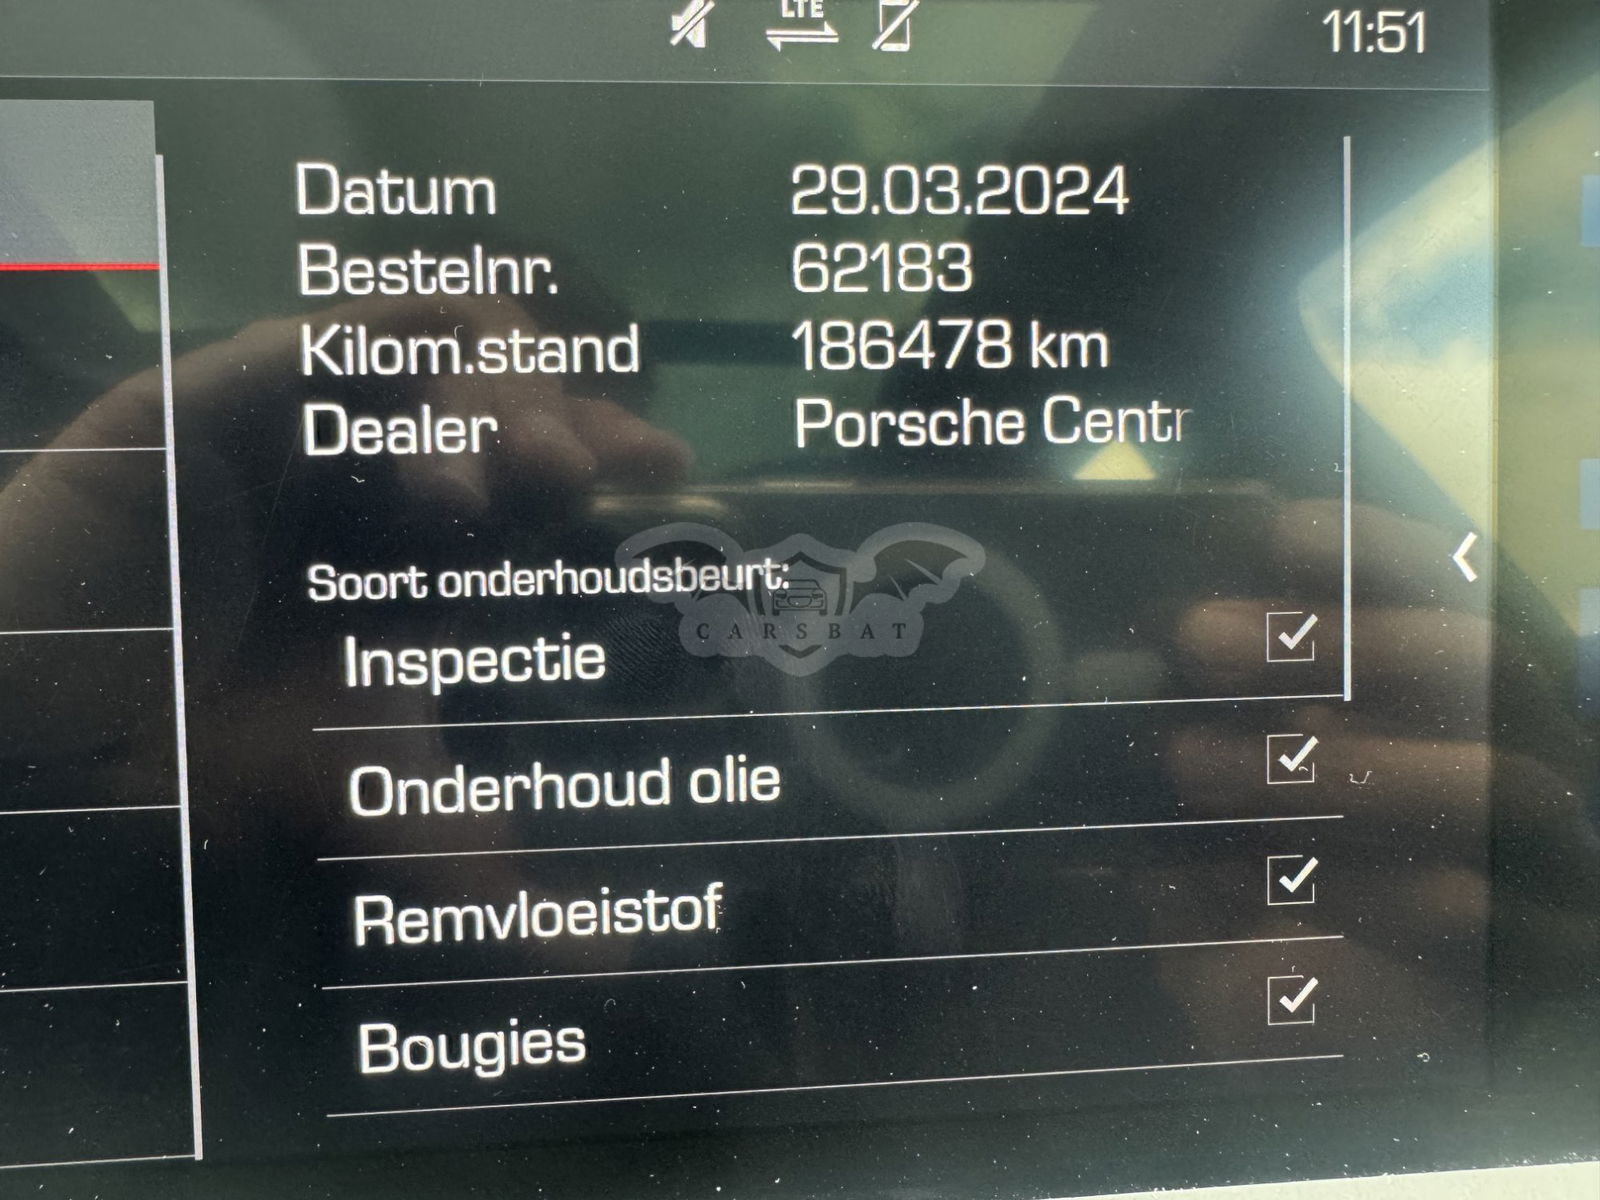 LTE
11:51
Datum 29.03.2024
Bestelnr. 62183
Kilom.stand 186478 km
Dealer Porsche Centr
Soort onderhoudsbeurt:
CARSBAT
Inspectie
Onderhoud olie
Remvloeistof
Bougies